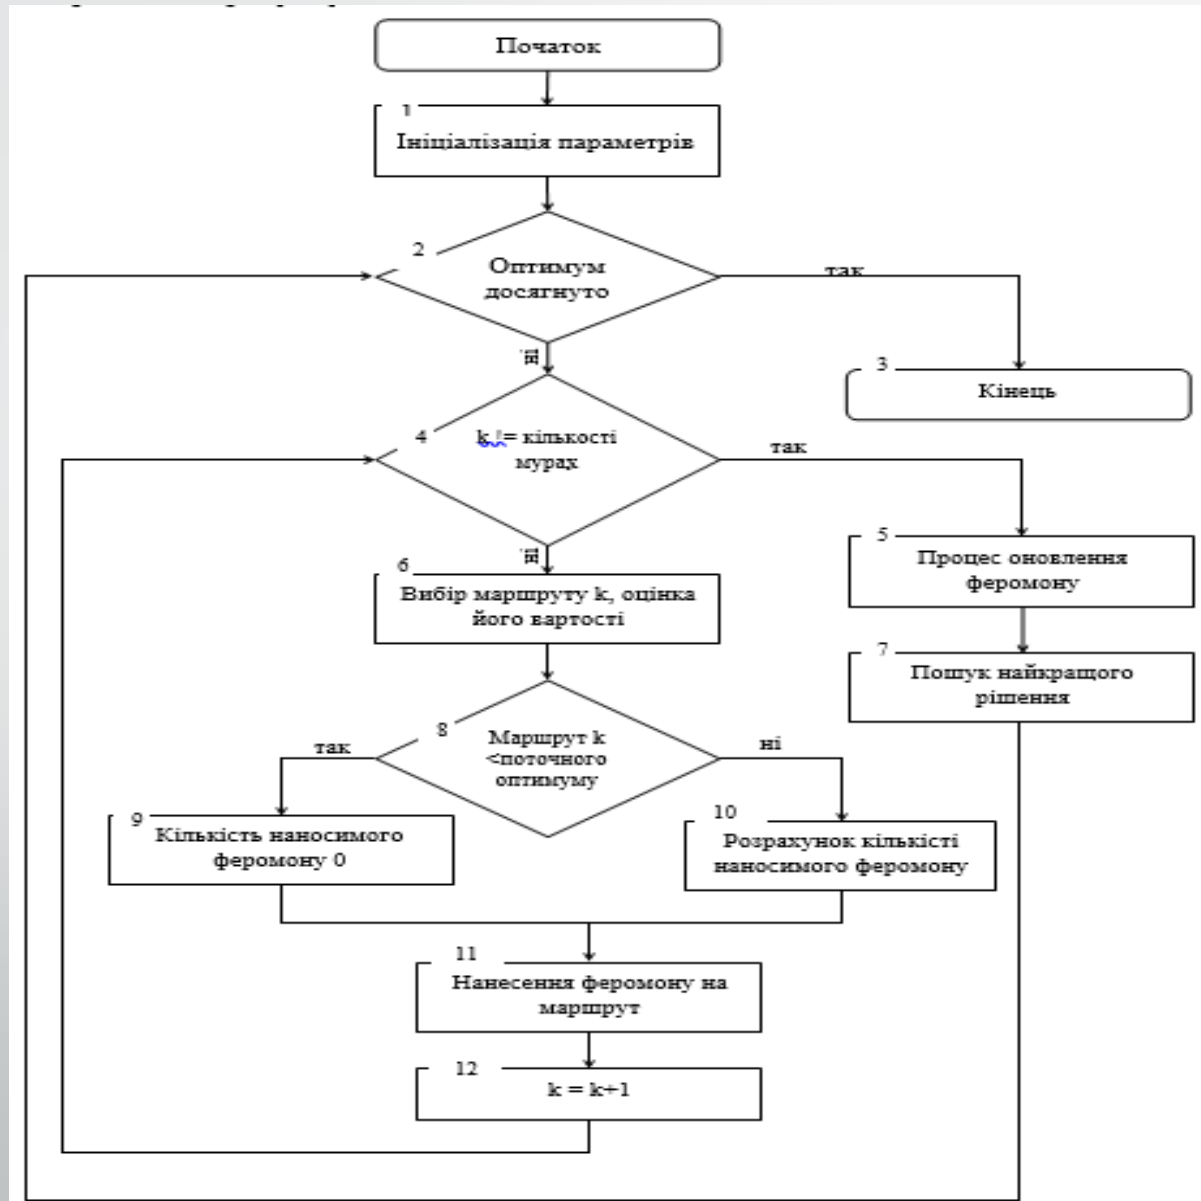 Початок
1
Ініціалізація параметрів
2
Оптимум
досягнуто
так
ні
3
Кінець
4
k != кількості
мурах
так
ні
5
Процес оновлення
феромону
6
Вибір маршруту k, оцінка
його вартості
7
Пошук найкращого
рішення
8
Маршрут k
<поточного
оптимуму
так
ні
9
Кількість наносимого
феромону 0
10
Розрахунок кількісті
наносимого феромону
11
Нанесення феромону на
маршрут
12
k = k+1